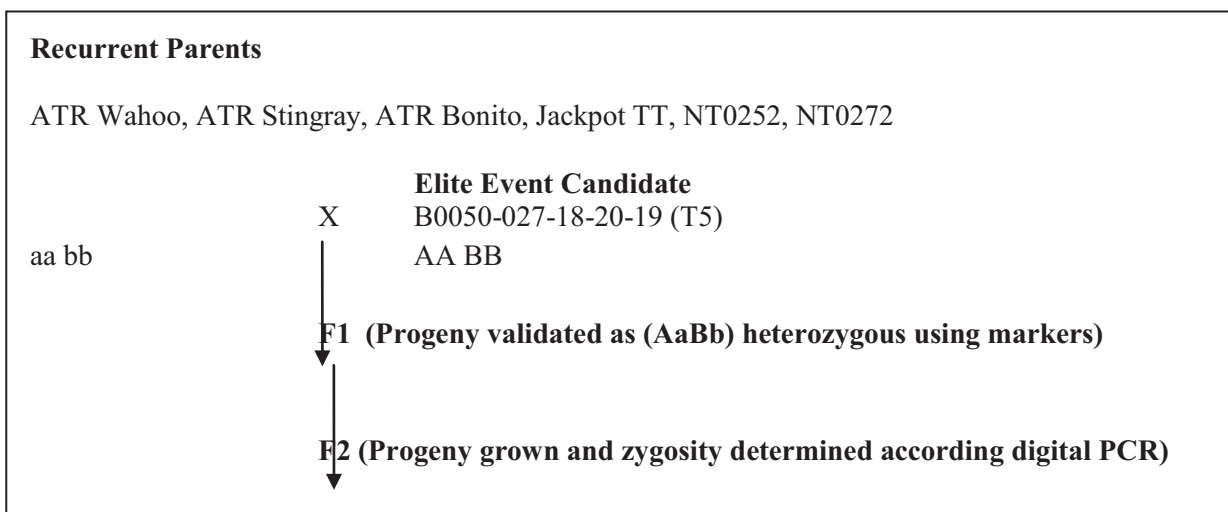 Recurrent Parents
ATR Wahoo, ATR Stingray, ATR Bonito, Jackpot TT, NT0252, NT0272
Elite Event Candidate
X B0050-027-18-20-19 (T5)
aa bb AA BB
F1 (Progeny validated as (AaBb) heterozygous using markers)
F2 (Progeny grown and zygosity determined according digital PCR)